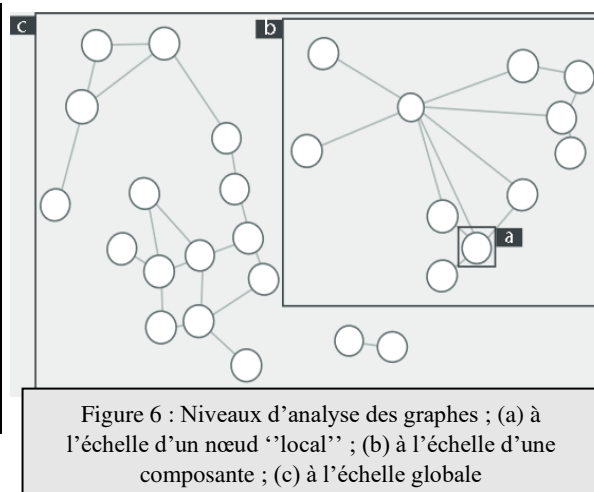 c
b
a
Figure 6 : Niveaux d’analyse des graphes ; (a) à
l’échelle d’un nœud ‘’local’’ ; (b) à l’échelle d’une
composante ; (c) à l’échelle globale